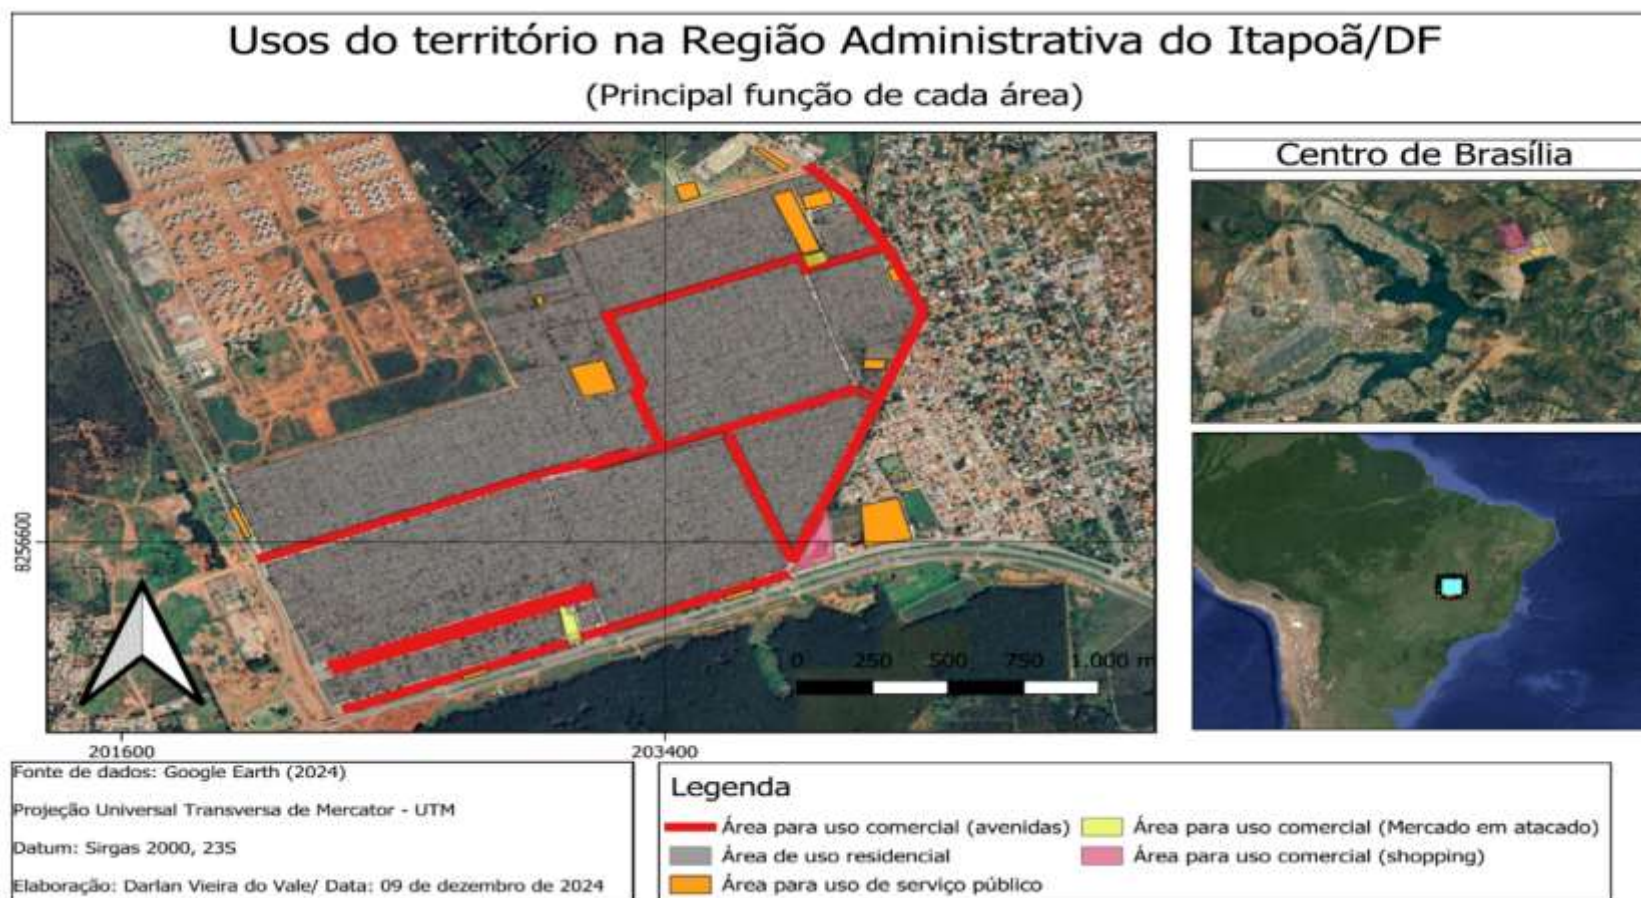 Usos do território na Região Administrativa do Itapoã/DF
(Principal função de cada área)
Centro de Brasília
8256600
0 250 500 750 1.000 m
201600 203400
Fonte de dados: Google Earth (2024)
Projeção Universal Transversa de Mercator - UTM
Datum: Sirgas 2000, 23S
Elaboração: Darlan Vieira do Vale/ Data: 09 de dezembro de 2024
Legenda
Área para uso comercial (avenidas)
Área de uso residencial
Área para uso de serviço público
Área para uso comercial (Mercado em atacado)
Área para uso comercial (shopping)